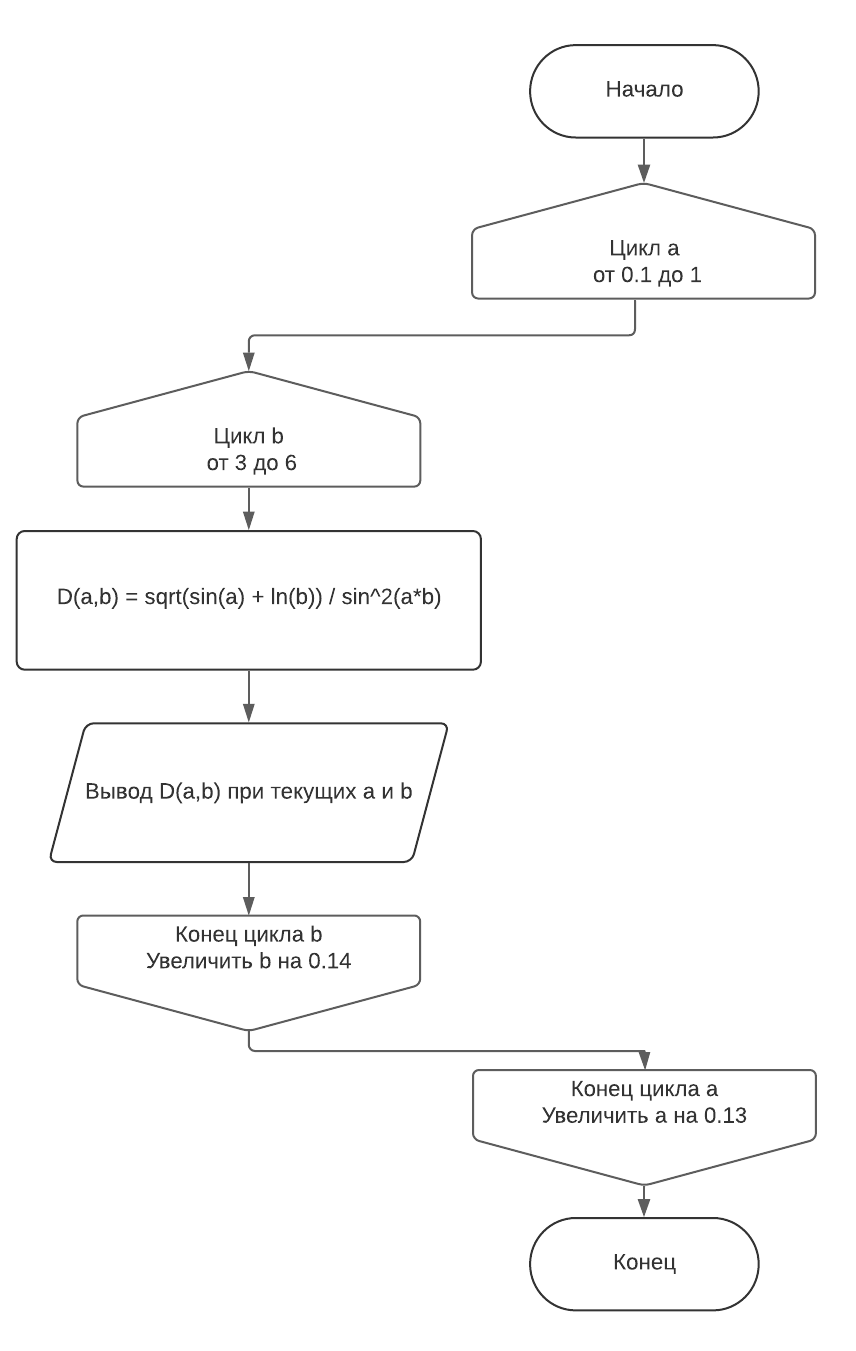 Начало
Цикл a
от 0.1 до 1
Цикл b
от 3 до 6
D(a,b) = sqrt(sin(a) + ln(b)) / sin^2(a*b)
Вывод D(a,b) при текущих a и b
Конец цикла b
Увеличить b на 0.14
Конец цикла a
Увеличить a на 0.13
Конец